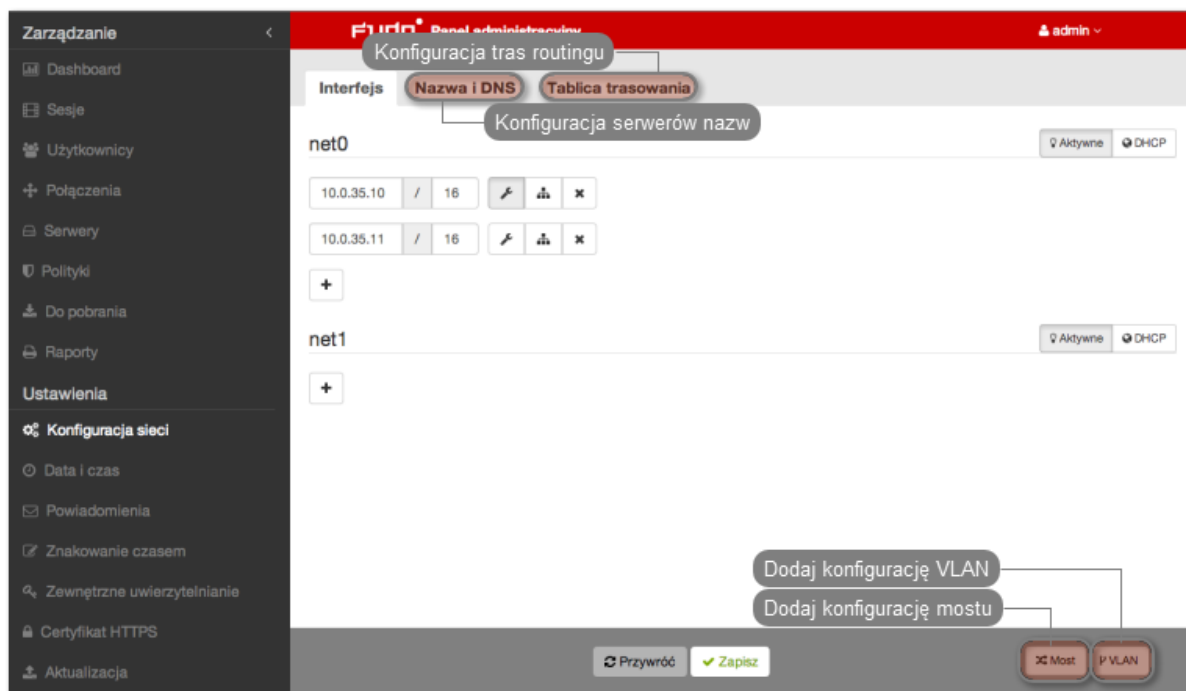 Zarządzanie
Dashboard
Sesje
Użytkownicy
Połączenia
Serwery
Polityki
Do pobrania
Raporty
Ustawienia
Konfiguracja sieci
Data i czas
Powiadomienia
Znakowanie czasem
Zewnętrzne uwierzytelnianie
Certyfikat HTTPS
Aktualizacja
FUDO Panel administracyjny
admin
Konfiguracja tras routingu
Interfejs Nazwa i DNS Tablica trasowania
Konfiguracja serwerów nazw
net0
Aktywne DHCP
10.0.35.10 / 16
10.0.35.11 / 16
net1
Aktywne DHCP
Dodaj konfigurację VLAN
Dodaj konfigurację mostu
Przywróć Zapisz
Most VLAN